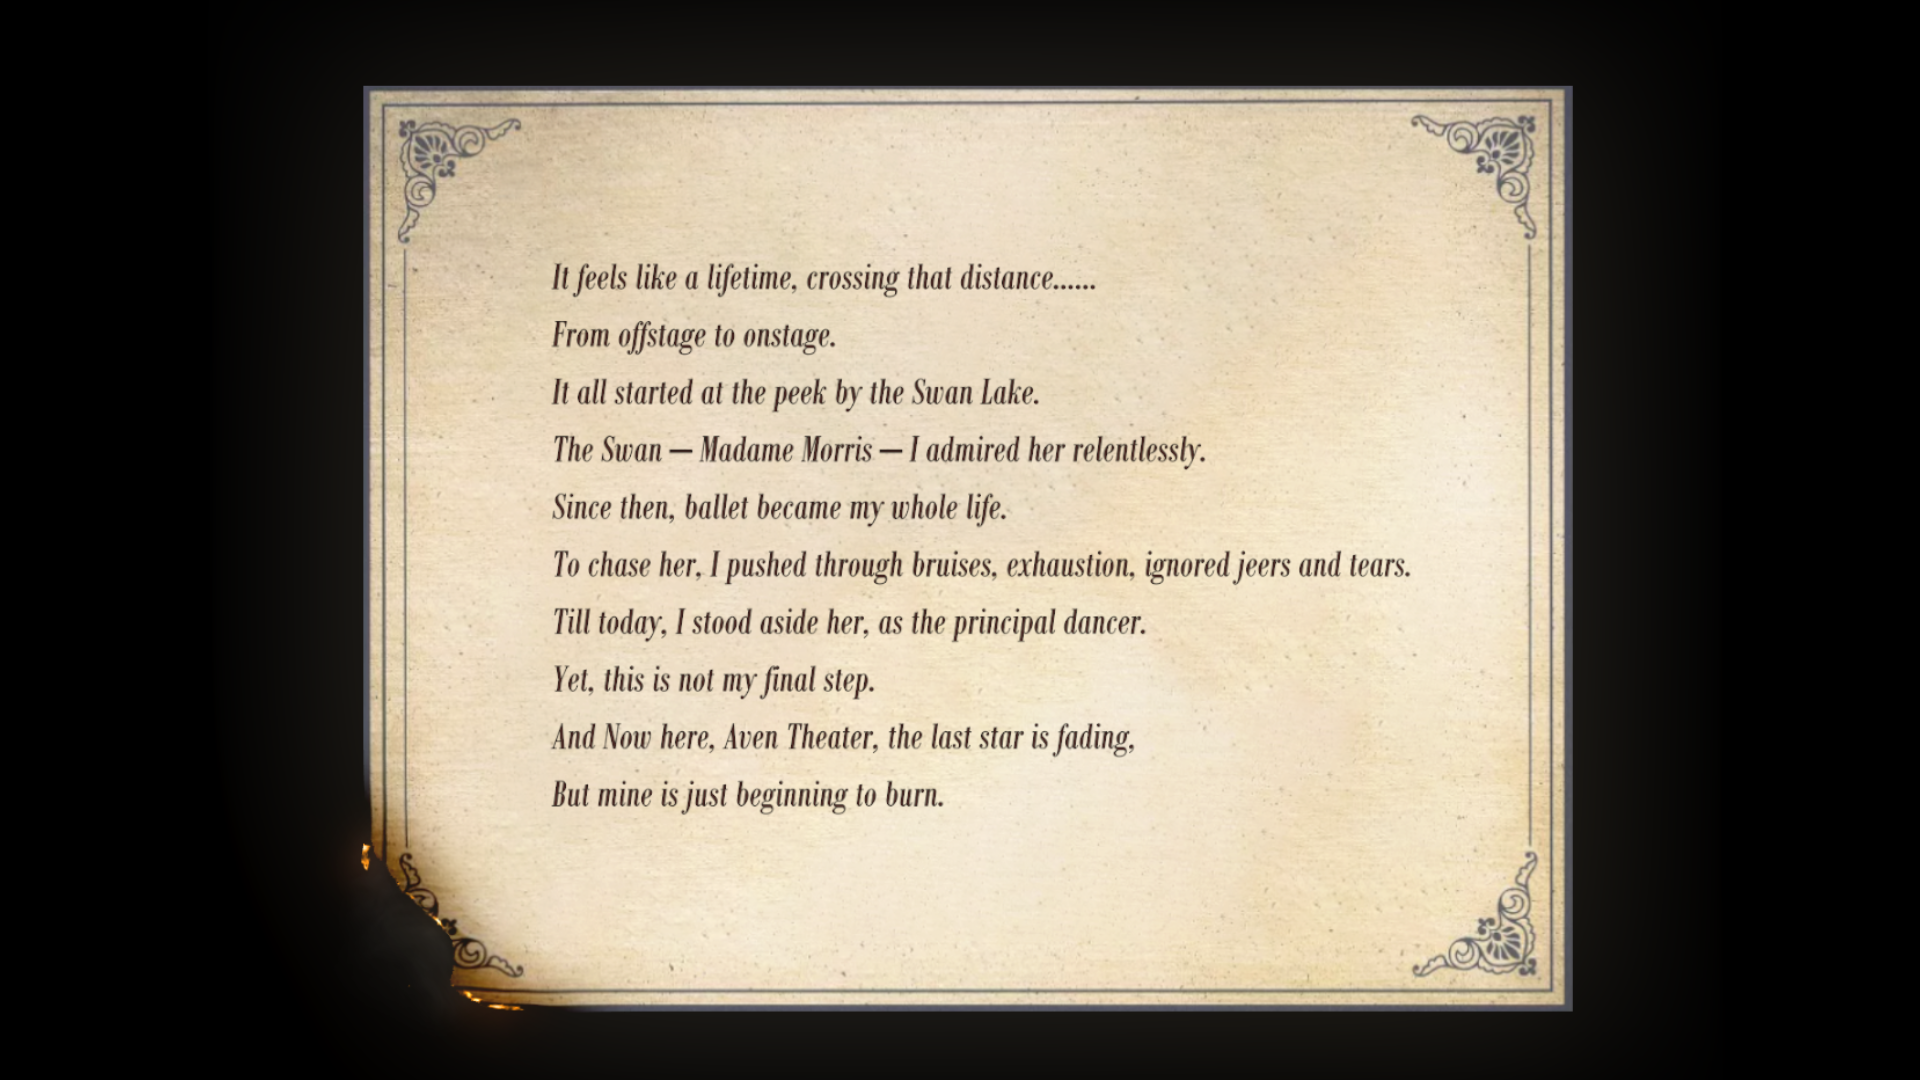 It feels like a lifetime, crossing that distance......
From offstage to onstage.
It all started at the peek by the Swan Lake.
The Swan — Madame Morris — I admired her relentlessly.
Since then, ballet became my whole life.
To chase her, I pushed through bruises, exhaustion, ignored jeers and tears.
Till today, I stood aside her, as the principal dancer.
Yet, this is not my final step.
And Now here, Aven Theater, the last star is fading,
But mine is just beginning to burn.